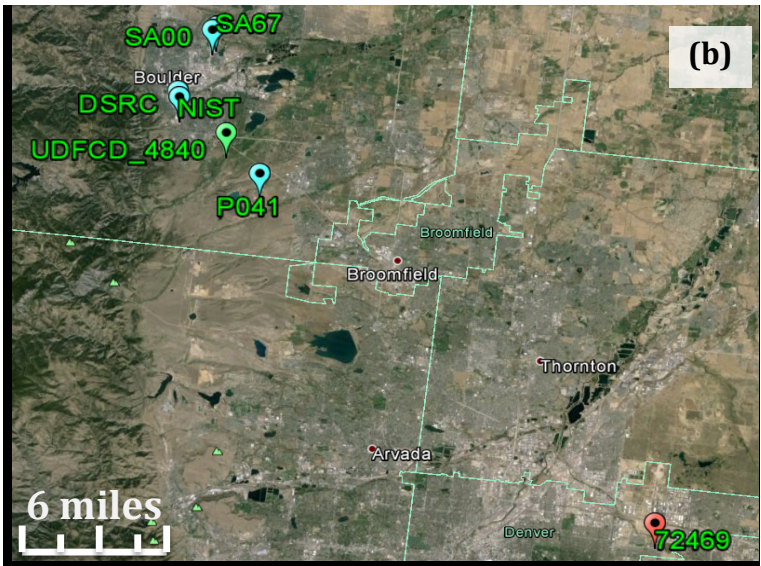 SA67
SA00
(b)
Boulder
DSRC
NIST
UDFCD_4840
P041
Broomfield
Broomfield
Thornton
Arvada
6 miles
Denver
72469